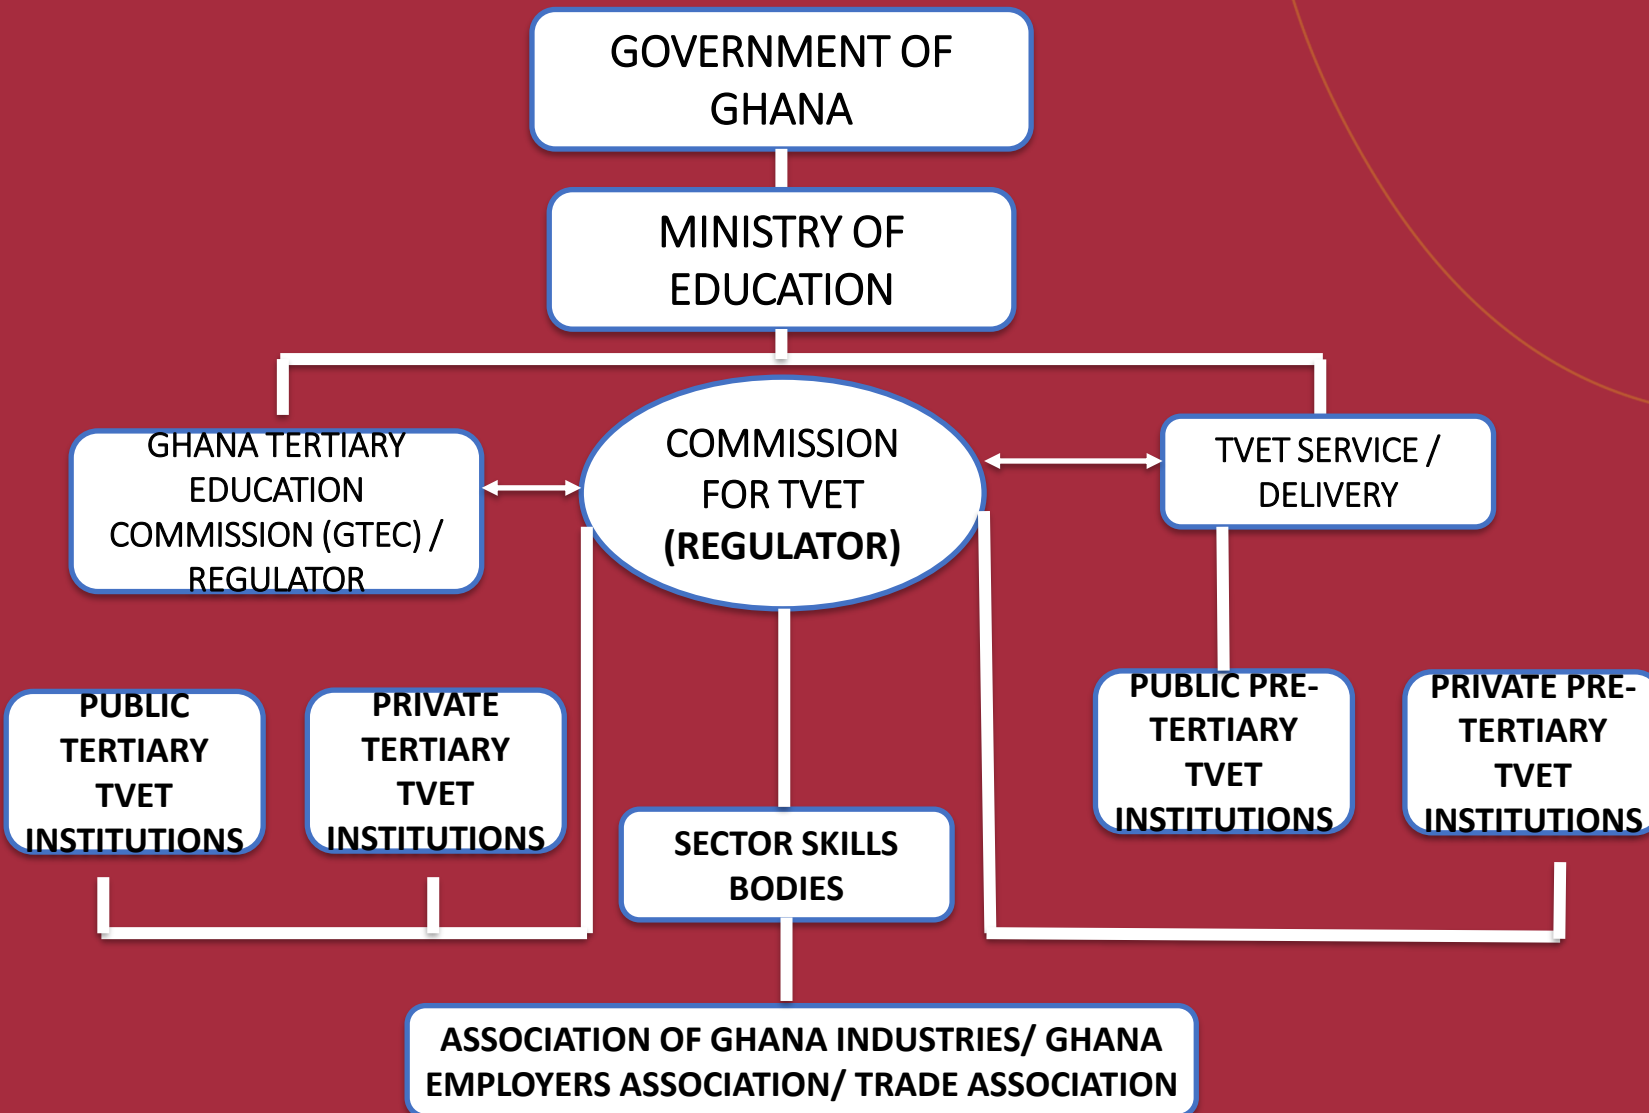 GOVERNMENT OF
GHANA
MINISTRY OF
EDUCATION
GHANA TERTIARY
EDUCATION
COMMISSION (GTEC) /
REGULATOR
COMMISSION
FOR TVET
(REGULATOR)
TVET SERVICE /
DELIVERY
PUBLIC
TERTIARY
TVET
INSTITUTIONS
PRIVATE
TERTIARY
TVET
INSTITUTIONS
SECTOR SKILLS
BODIES
PUBLIC PRE-
TERTIARY
TVET
INSTITUTIONS
PRIVATE PRE-
TERTIARY
TVET
INSTITUTIONS
ASSOCIATION OF GHANA INDUSTRIES/ GHANA
EMPLOYERS ASSOCIATION/ TRADE ASSOCIATION